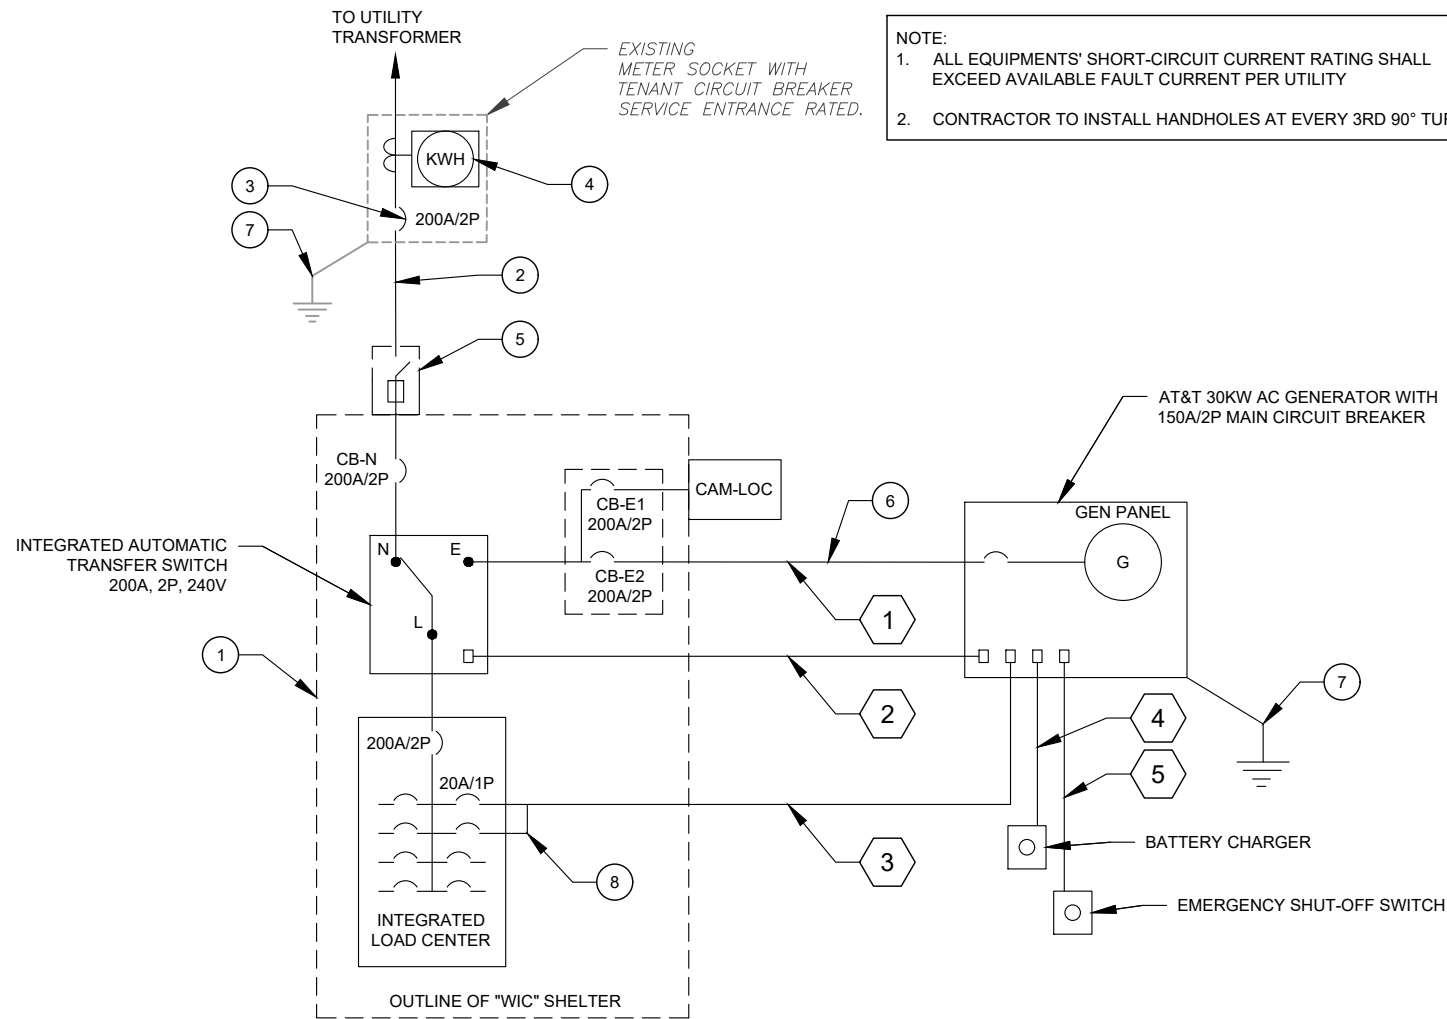 TO UTILITY
TRANSFORMER
EXISTING
METER SOCKET WITH
TENANT CIRCUIT BREAKER
SERVICE ENTRANCE RATED.
NOTE:
1. ALL EQUIPMENTS' SHORT-CIRCUIT CURRENT RATING SHALL
EXCEED AVAILABLE FAULT CURRENT PER UTILITY
2. CONTRACTOR TO INSTALL HANDHOLES AT EVERY 3RD 90°
KWH
4
3
200A/2P
7
2
5
AT&T 30KW AC GENERATOR WITH
150A/2P MAIN CIRCUIT BREAKER
CB-N
200A/2P
CAM-LOC
CB-E1
200A/2P
6
GEN PANEL
INTEGRATED AUTOMATIC
TRANSFER SWITCH
200A, 2P, 240V
N
E
G
CB-E2
200A/2P
L
1
1
7
2
4
200A/2P
5
20A/1P
3
BATTERY CHARGER
8
EMERGENCY SHUT-OFF SWITCH
INTEGRATED
LOAD CENTER
OUTLINE OF "WIC" SHELTER